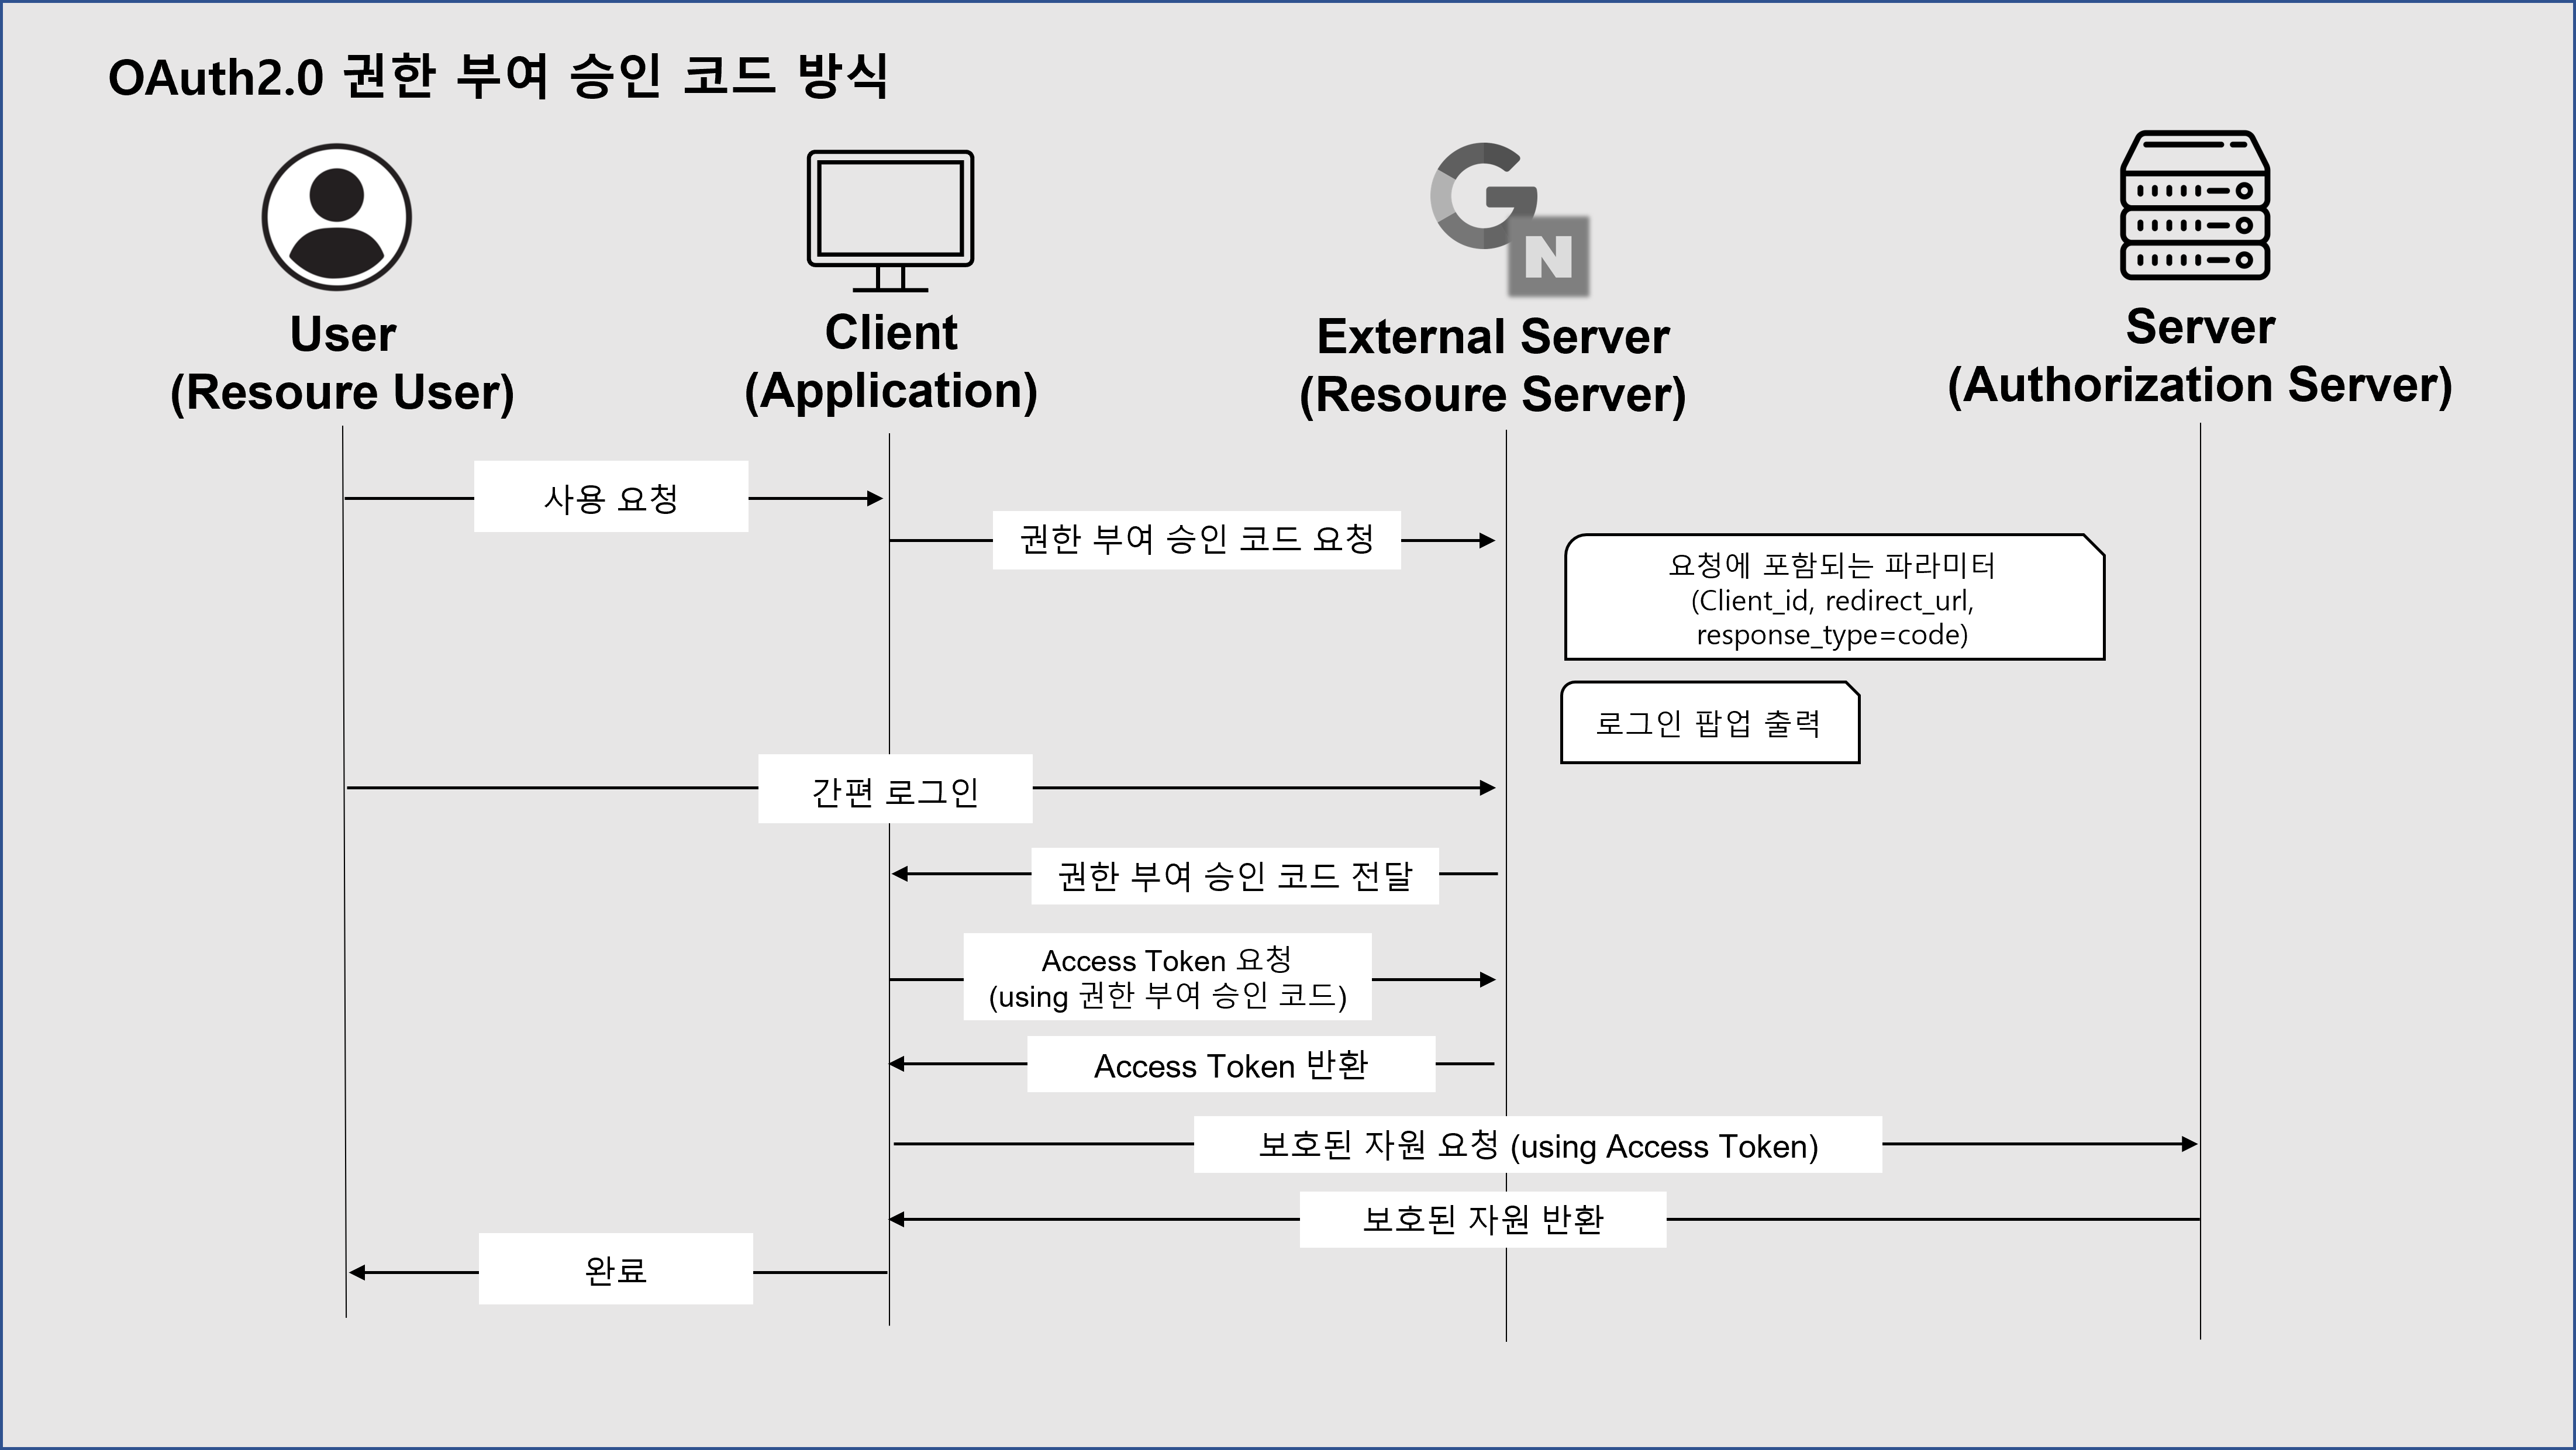 OAuth2.0 권한 부여 승인 코드 방식
G
N
User
(Resoure User)
Client
(Application)
External Server
(Resoure Server)
Server
(Authorization Server)
사용 요청
권한 부여 승인 코드 요청
요청에 포함되는 파라미터
(Client_id, redirect_url,
response_type=code)
로그인 팝업 출력
간편 로그인
권한 부여 승인 코드 전달
Access Token 요청
(using 권한 부여 승인 코드)
Access Token 반환
보호된 자원 요청 (using Access Token)
보호된 자원 반환
완료